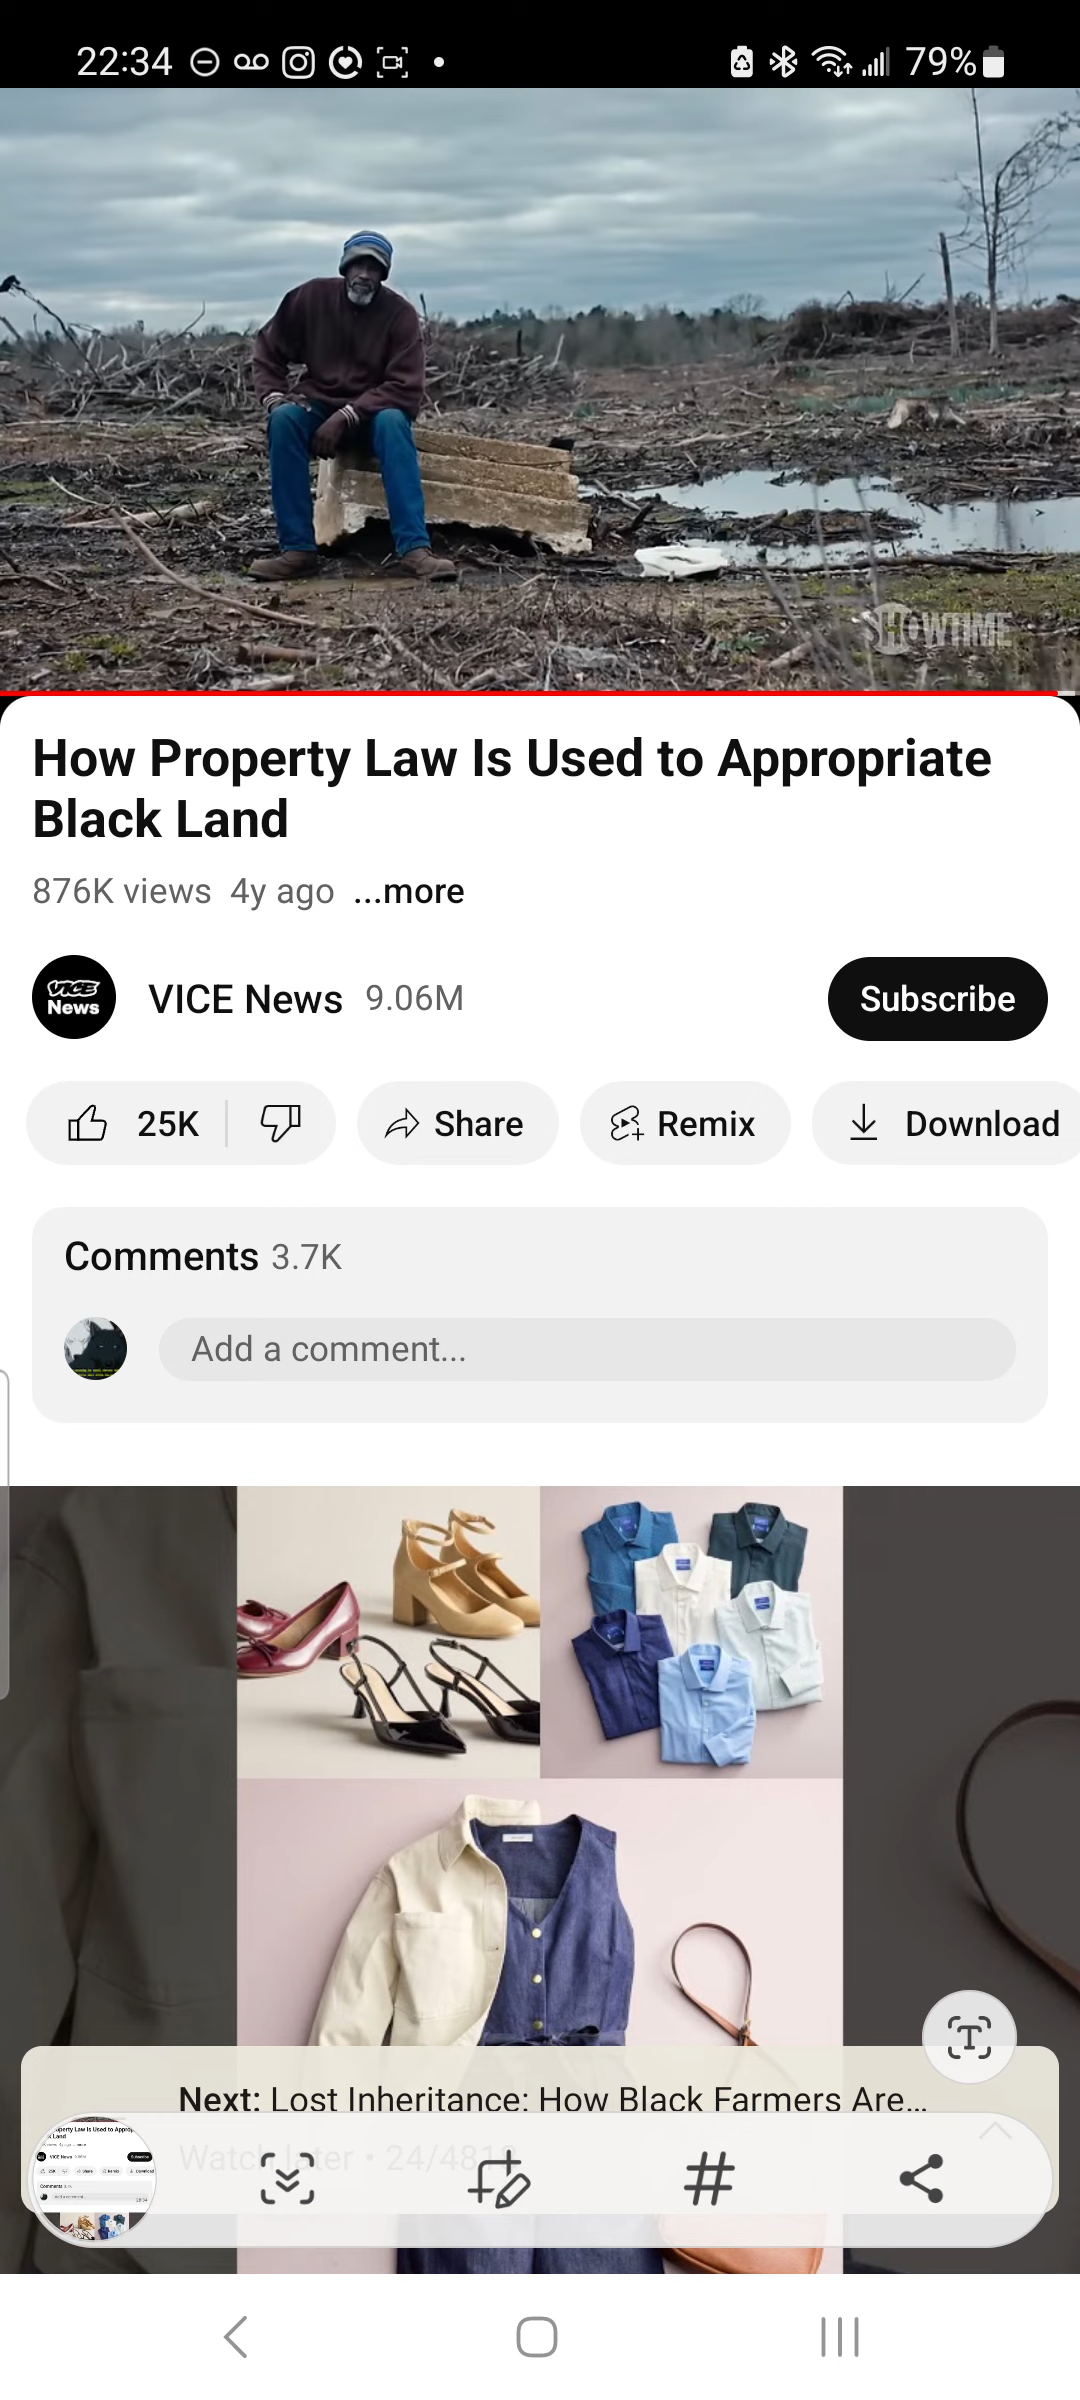 22:34
79%
SHOWTIME
How Property Law Is Used to Appropriate
Black Land
876K views 4y ago ...more
VICE
News
VICE News 9.06M
Subscribe
25K
Share
Remix
Download
Comments 3.7K
Add a comment...
Next: Lost Inheritance: How Black Farmers Are...
Watch later • 24/4818